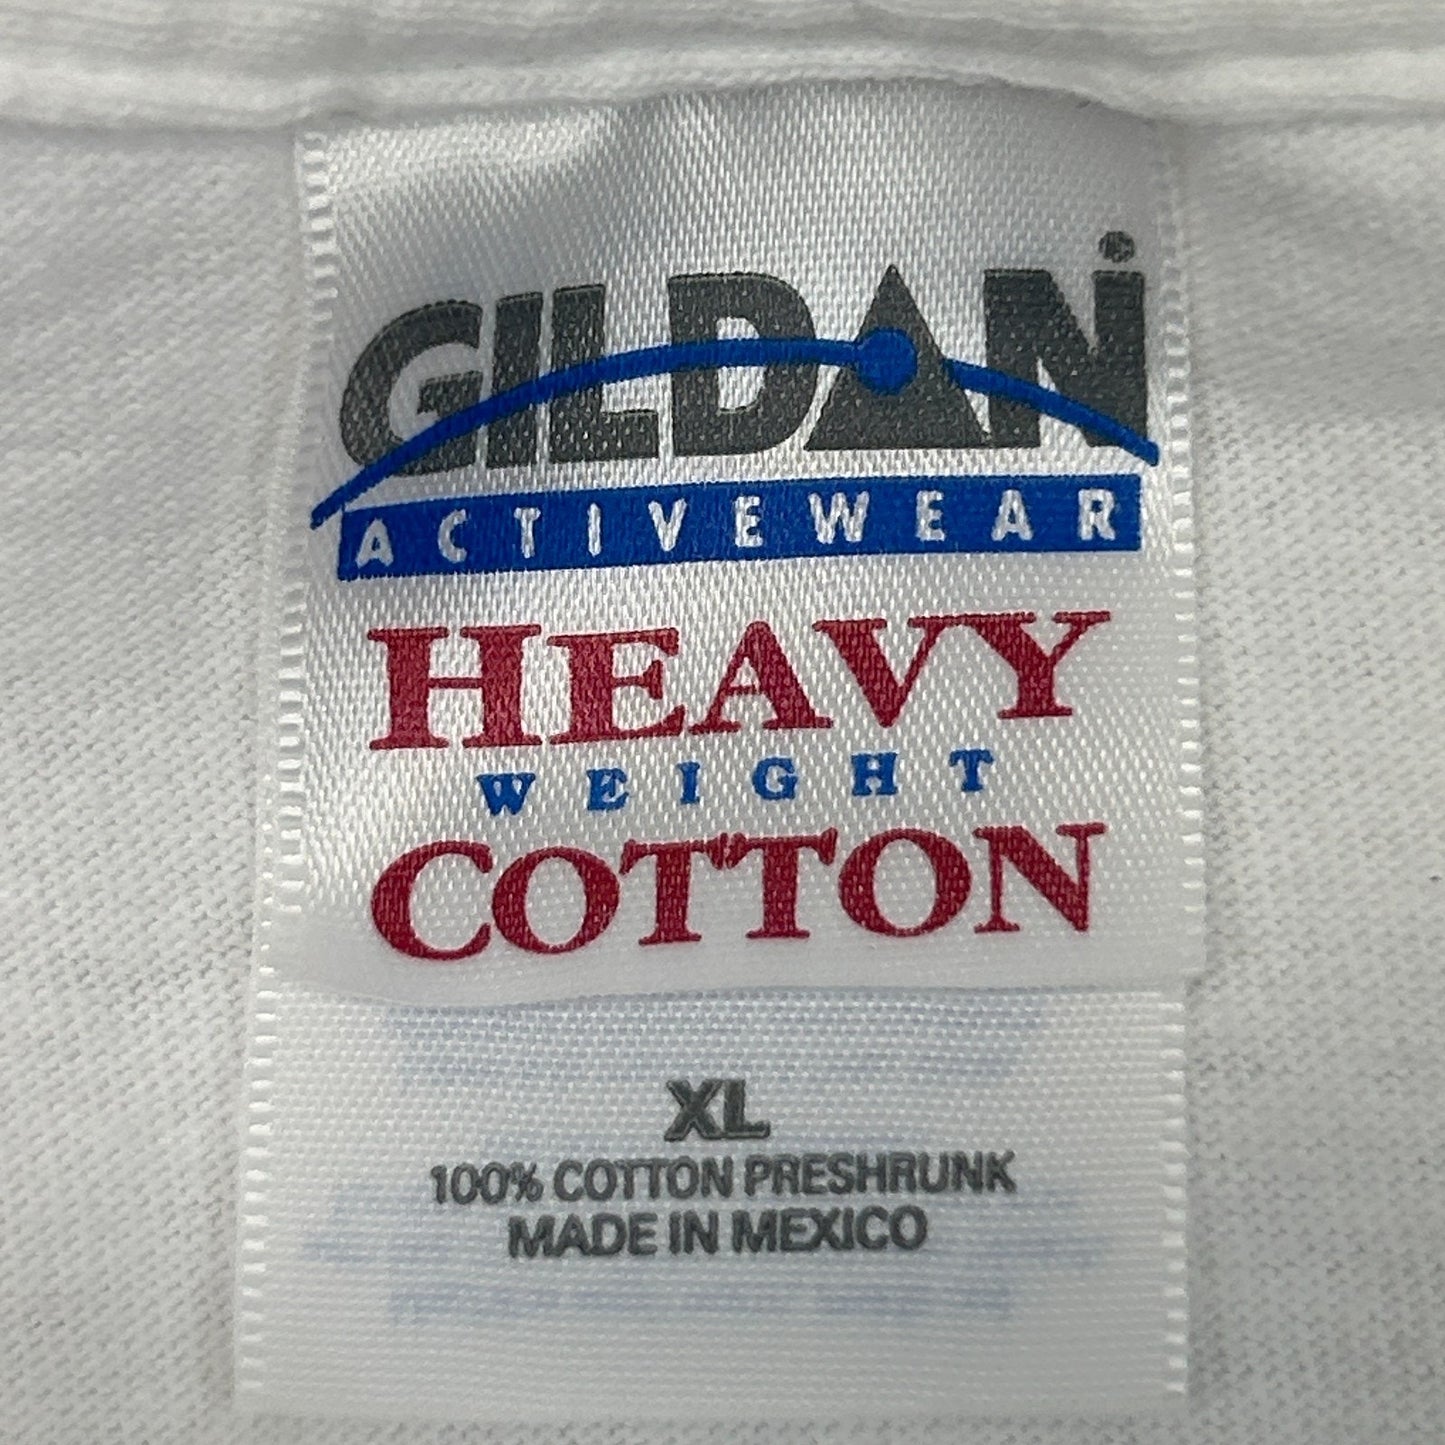 GILDAN®
ACTIVEWEAR
HEAVY
WEIGHT
COTTON
XL
100% COTTON PRESHRUNK
MADE IN MEXICO